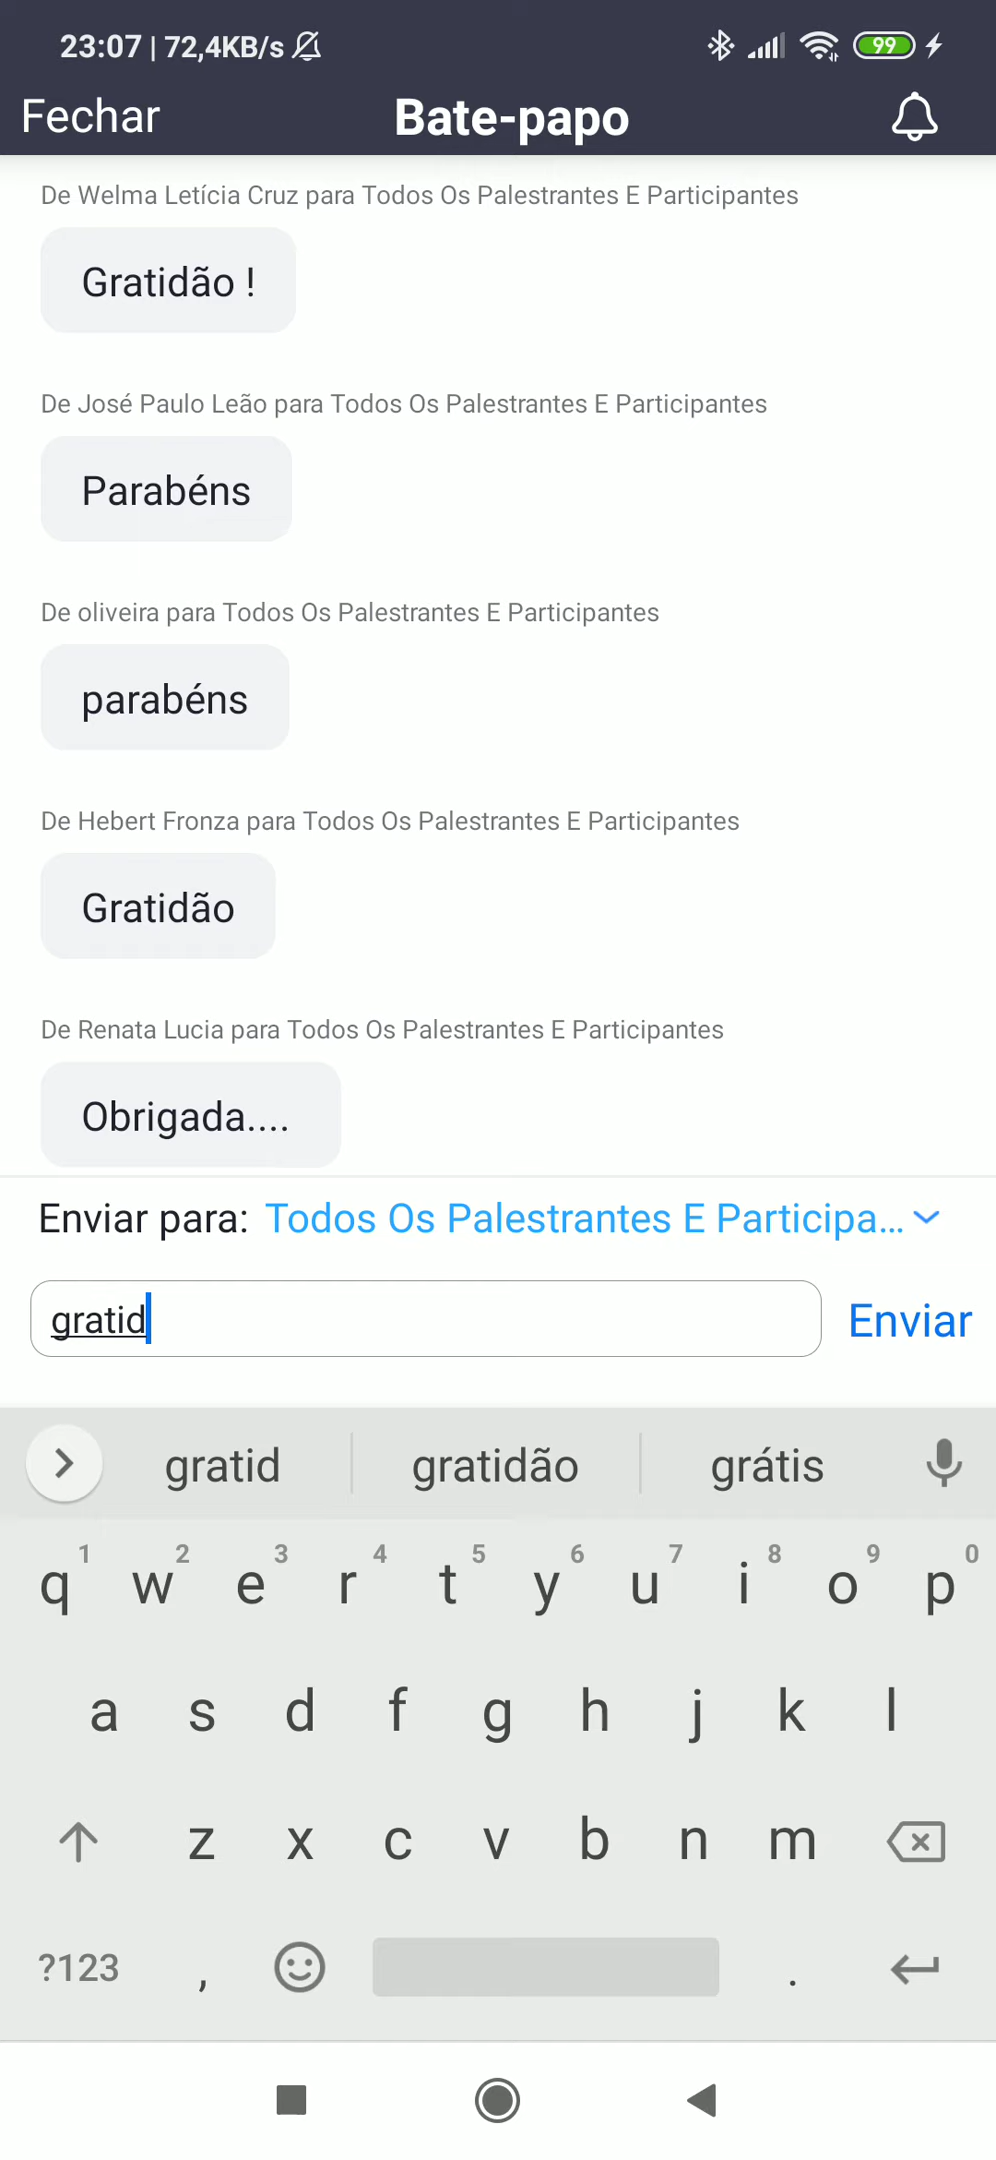 23:07 | 72,4KB/s 99
Fechar Bate-papo
De Welma Letícia Cruz para Todos Os Palestrantes E Participantes
Gratidão !
De José Paulo Leão para Todos Os Palestrantes E Participantes
Parabéns
De oliveira para Todos Os Palestrantes E Participantes
parabéns
De Hebert Fronza para Todos Os Palestrantes E Participantes
Gratidão
De Renata Lucia para Todos Os Palestrantes E Participantes
Obrigada....
Enviar para: Todos Os Palestrantes E Participa...
gratid Enviar
gratid gratidão grátis
1 2 3 4 5 6 7 8 9 0
q w e r t y u i o p
a s d f g h j k l
z x c v b n m
?123 , .